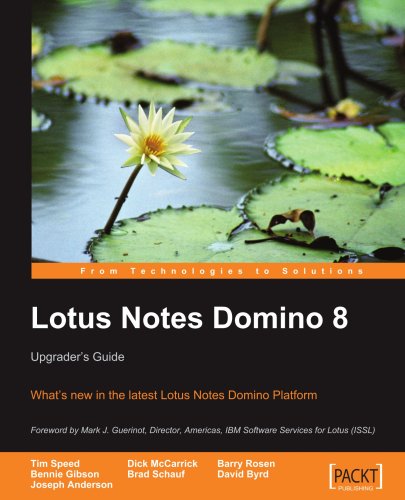 From Technologies to Solutions
Lotus Notes Domino 8
Upgrader's Guide
What's new in the latest Lotus Notes Domino Platform
Foreword by Mark J. Guerinot, Director, Americas, IBM Software Services for Lotus (ISSL)
Tim Speed Dick McCarrick Barry Rosen
Bennie Gibson Brad Schauf David Byrd
Joseph Anderson
PACKT
PUBLISHING